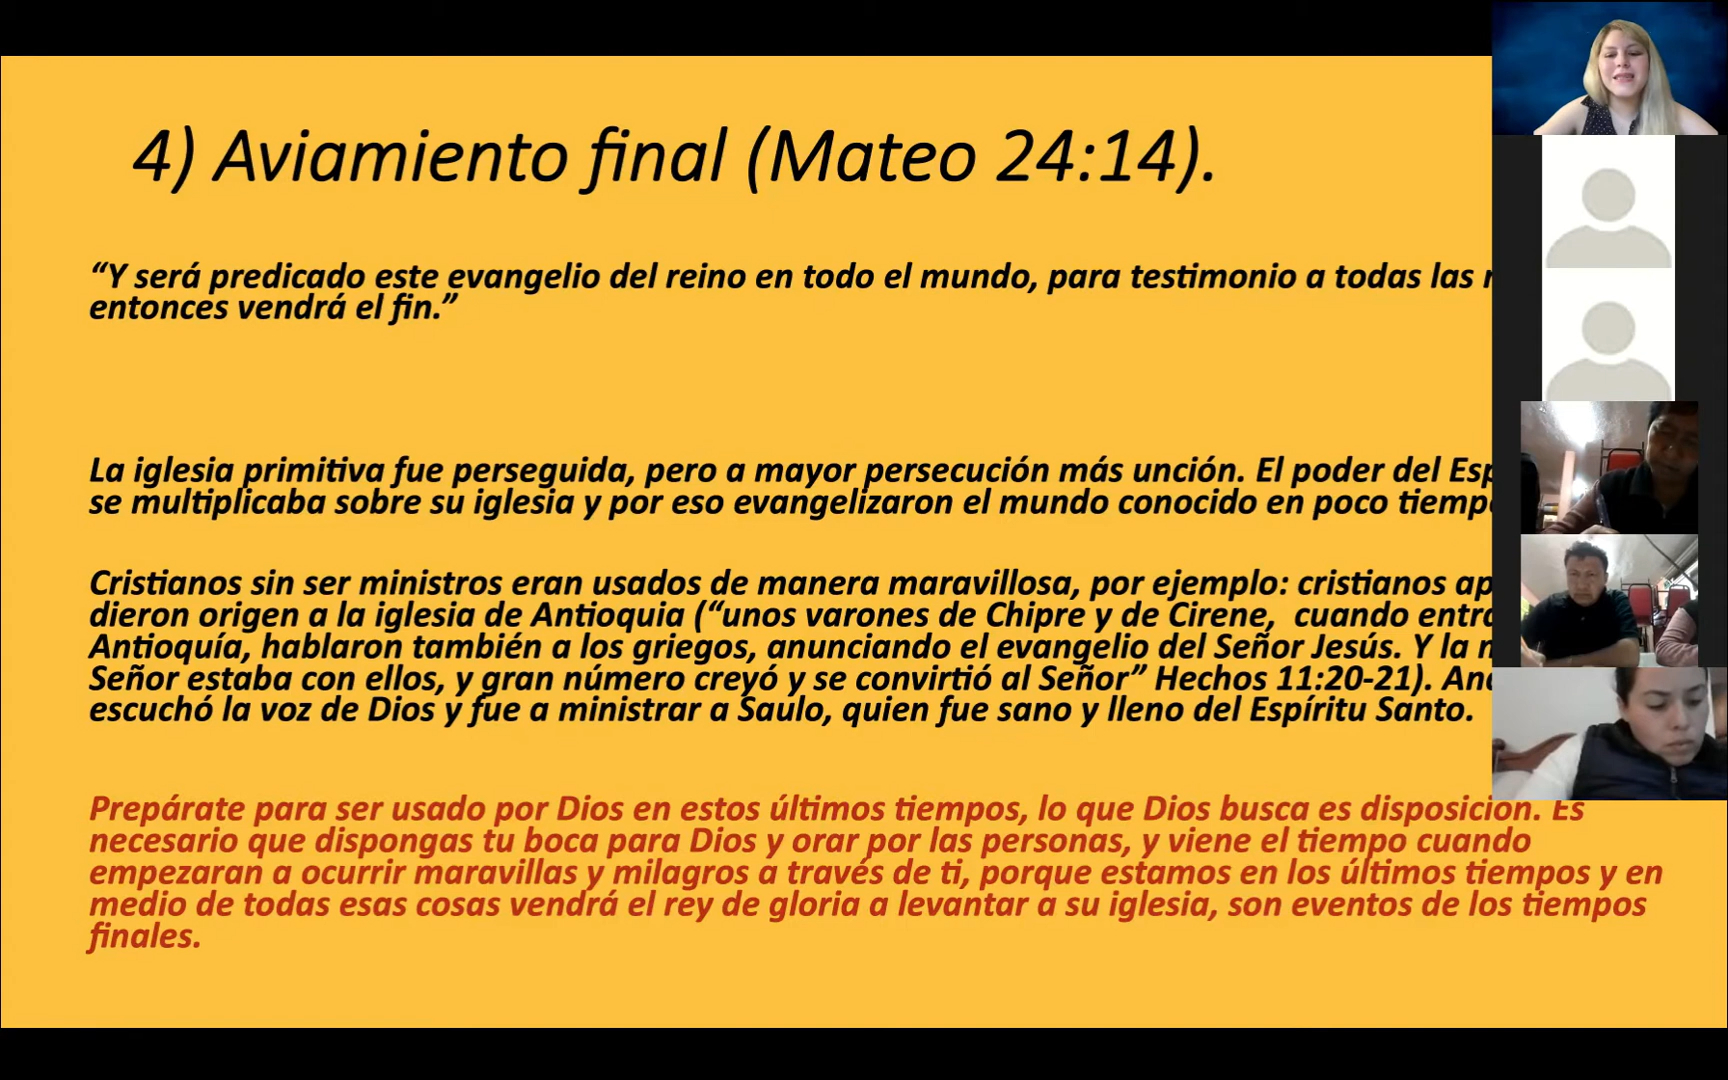 4) Aviamiento final (Mateo 24:14).
“Y será predicado este evangelio del reino en todo el mundo, para testimonio a todas las
entonces vendrá el fin.”
La iglesia primitiva fue perseguida, pero a mayor persecución más unción. El poder del
se multiplicaba sobre su iglesia y por eso evangelizaron el mundo conocido en poco
Cristianos sin ser ministros eran usados de manera maravillosa, por ejemplo: cristianos
dieron origen a la iglesia de Antioquia (“unos varones de Chipre y de Cirene, cuando
Antioquía, hablaron también a los griegos, anunciando el evangelio del Señor Jesús. Y la
Señor estaba con ellos, y gran número creyó y se convirtió al Señor” Hechos 11:20-21).
escuchó la voz de Dios y fue a ministrar a Saulo, quien fue sano y lleno del Espíritu Santo.
Prepárate para ser usado por Dios en estos últimos tiempos, lo que Dios busca es disposición. Es
necesario que dispongas tu boca para Dios y orar por las personas, y viene el tiempo cuando
empezaran a ocurrir maravillas y milagros a través de ti, porque estamos en los últimos tiempos y en
medio de todas esas cosas vendrá el rey de gloria a levantar a su iglesia, son eventos de los tiempos
finales.